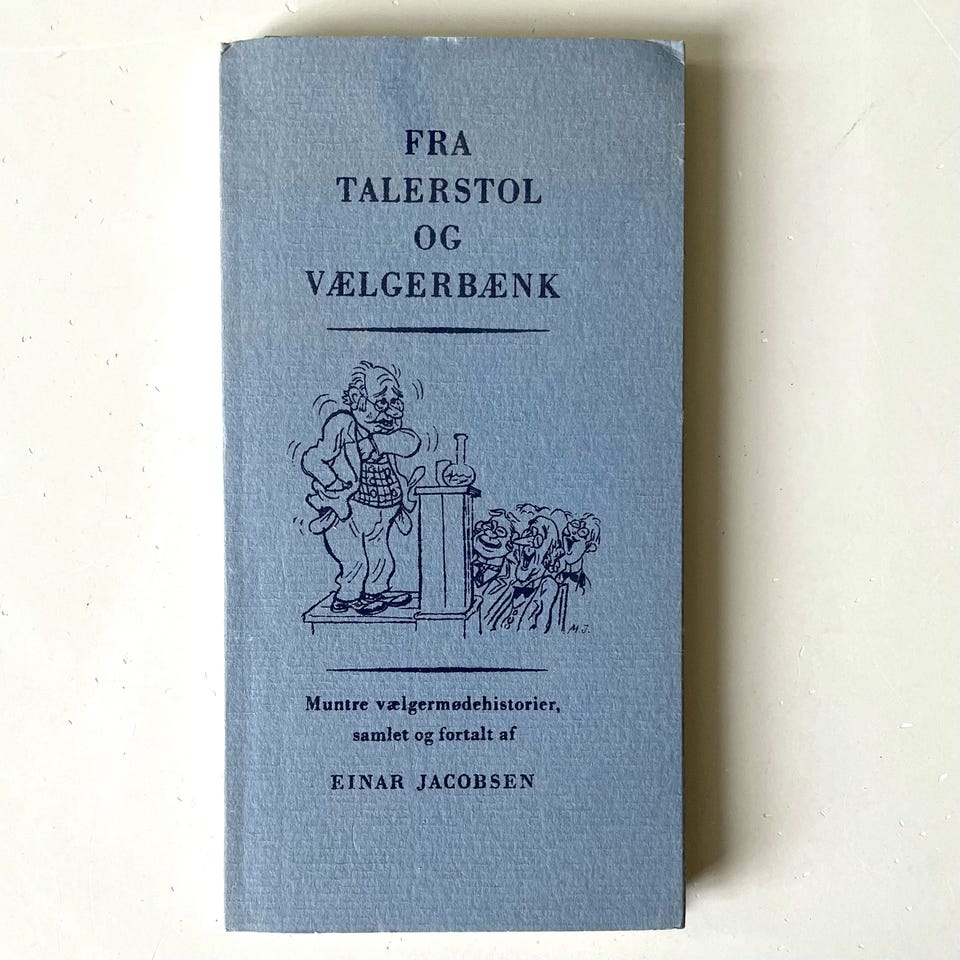 FRA
TALERSTOL
OG
VÆLGERBÆNK
M.J.
Muntre vælgermødehistorier,
samlet og fortalt af
EINAR JACOBSEN